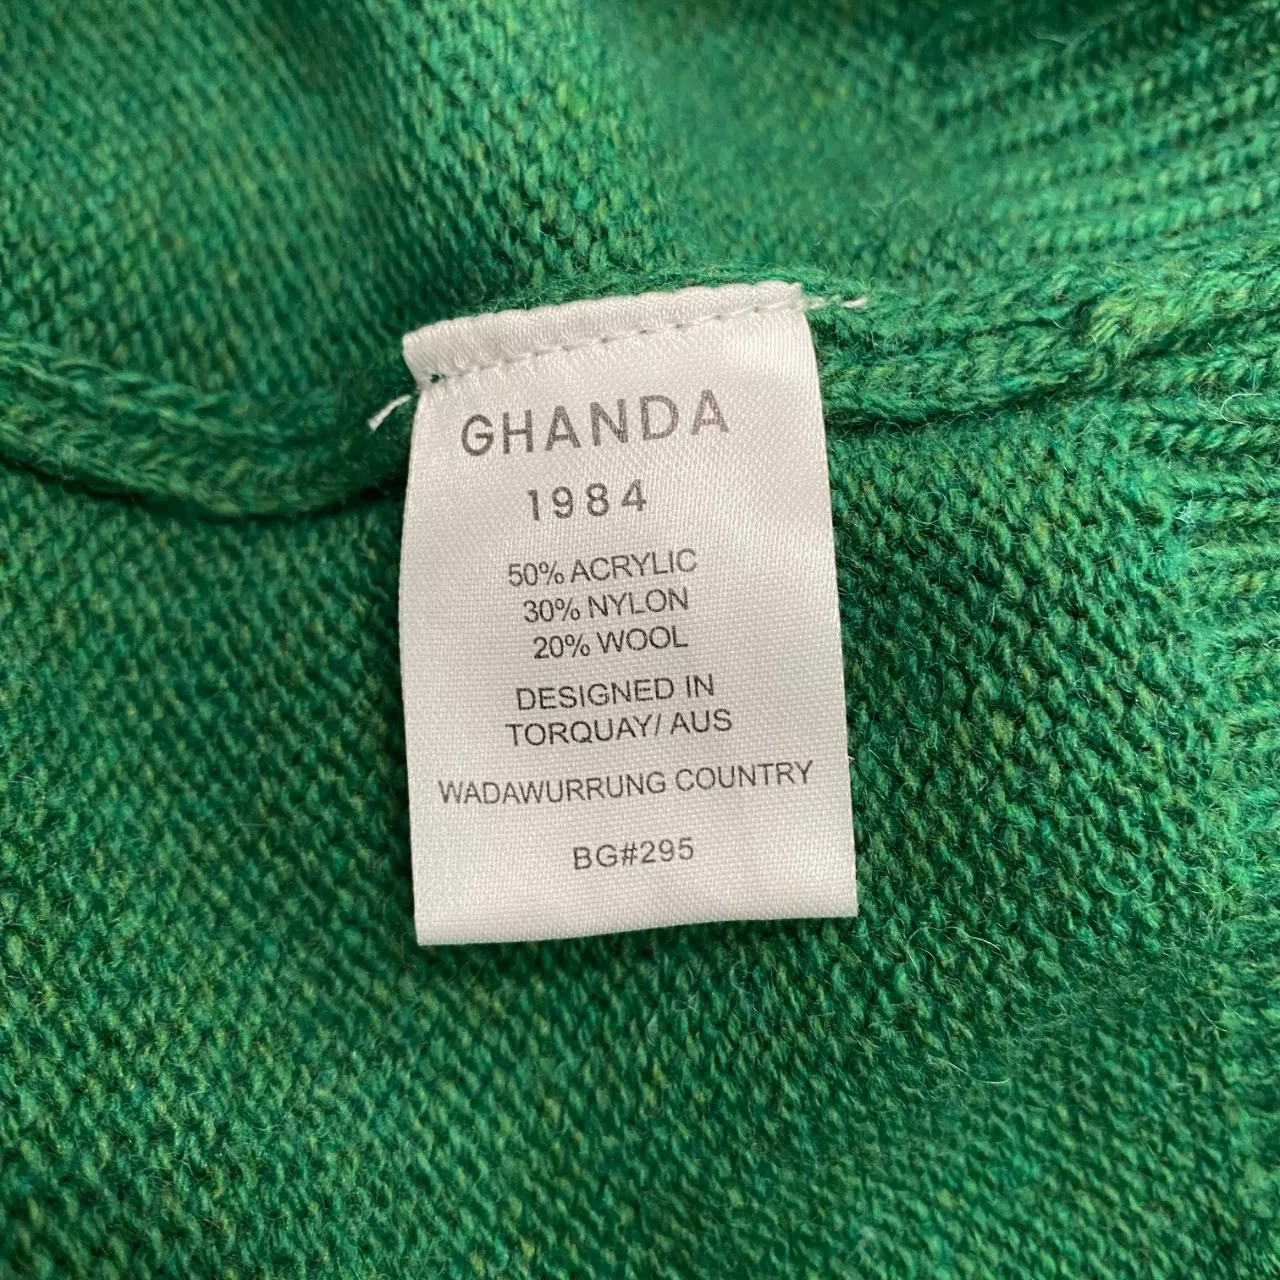 GHANDA
1984
50% ACRYLIC
30% NYLON
20% WOOL
DESIGNED IN
TORQUAY/ AUS
WADAWURRUNG COUNTRY
BG#295